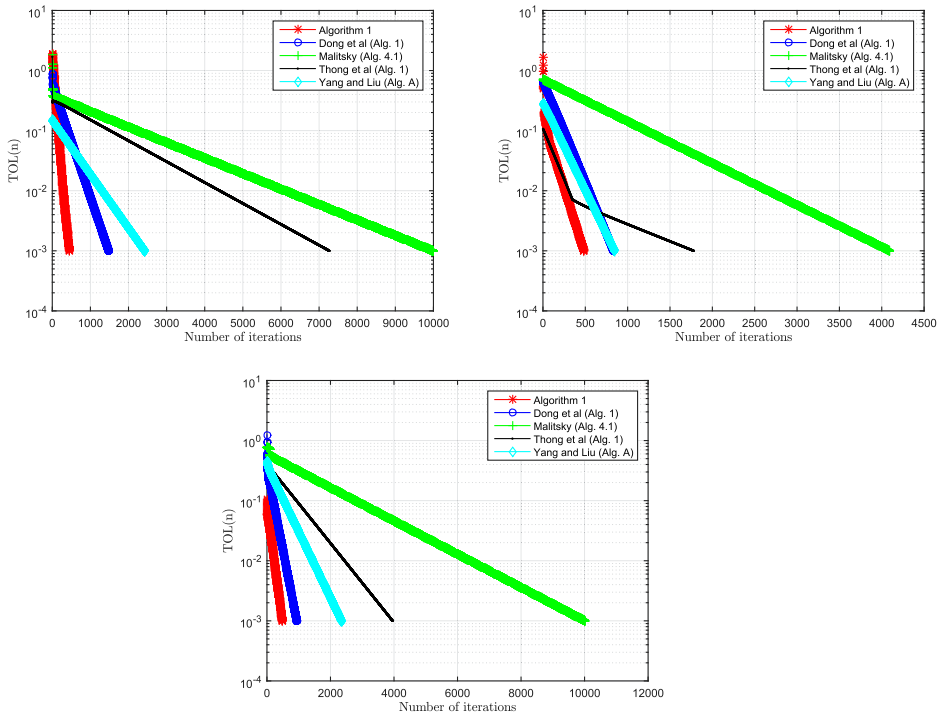 10^1
10^0
10^-1
10^-2
10^-3
10^-4
TOL(n)
0 1000 2000 3000 4000 5000 6000 7000 8000 9000 10000
Number of iterations
Algorithm 1
Dong et al (Alg. 1)
Malitsky (Alg. 4.1)
Thong et al (Alg. 1)
Yang and Liu (Alg. A)
10^1
10^0
10^-1
10^-2
10^-3
10^-4
TOL(n)
0 500 1000 1500 2000 2500 3000 3500 4000 4500
Number of iterations
Algorithm 1
Dong et al (Alg. 1)
Malitsky (Alg. 4.1)
Thong et al (Alg. 1)
Yang and Liu (Alg. A)
10^1
10^0
10^-1
10^-2
10^-3
10^-4
TOL(n)
0 2000 4000 6000 8000 10000 12000
Number of iterations
Algorithm 1
Dong et al (Alg. 1)
Malitsky (Alg. 4.1)
Thong et al (Alg. 1)
Yang and Liu (Alg. A)